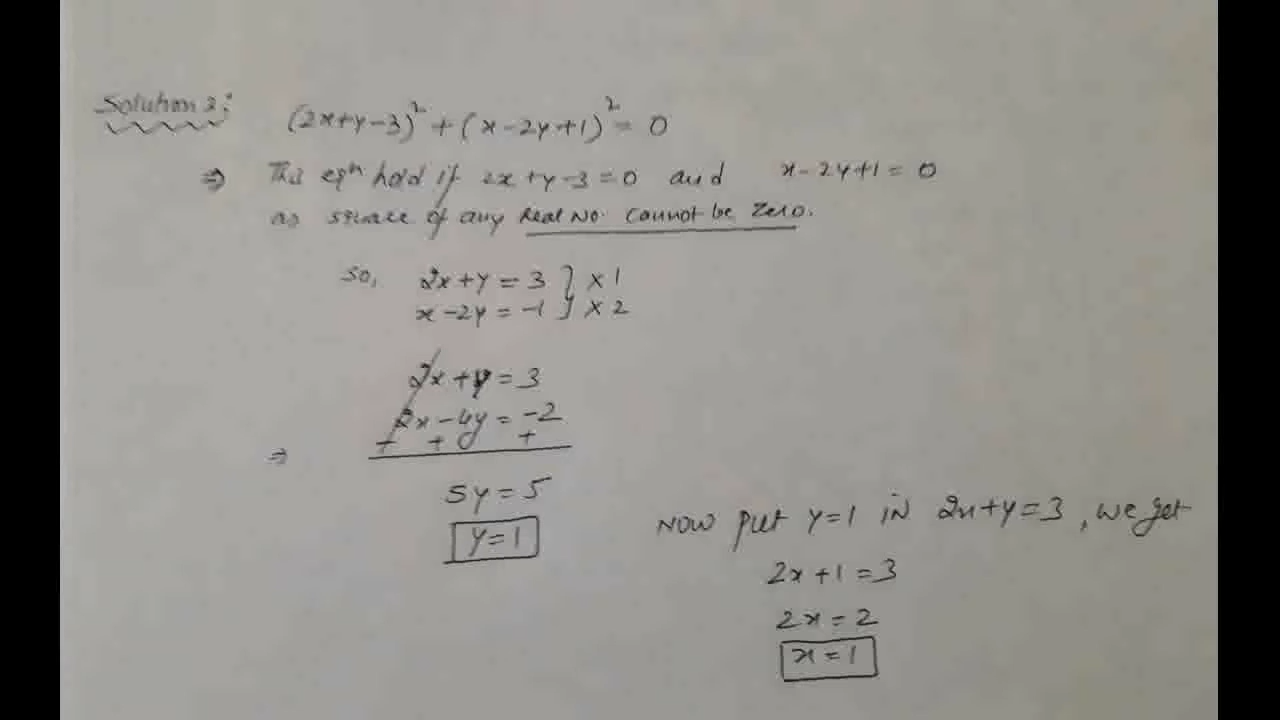 Solution 2:
(2x+y-3)² + (x-2y+1)² = 0
⇒ This eqn hold if 2x+y-3=0 and x-2y+1=0
as square of any Real No. cannot be zero.
so, 2x+y = 3 } ×1
x-2y = -1 } ×2
2x+y = 3
2x-4y = -2
- + +
⇒
5y = 5
y=1
Now put y=1 in 2x+y=3, we get
2x+1=3
2x=2
x=1